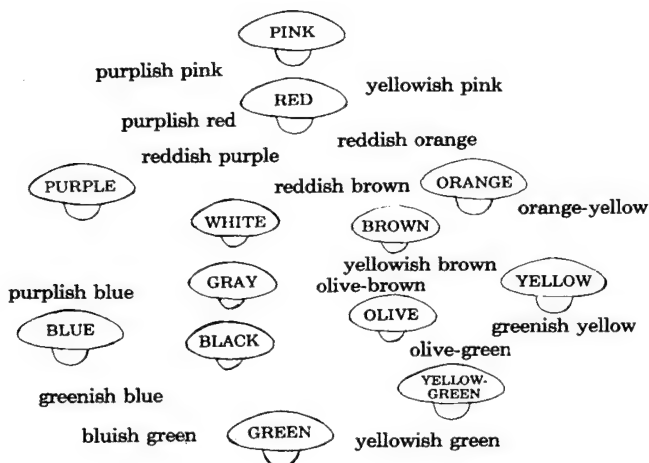 PINK
purplish pink
yellowish pink
RED
purplish red
reddish orange
reddish purple
PURPLE
reddish brown
ORANGE
orange-yellow
WHITE
BROWN
yellowish brown
GRAY
olive-brown
YELLOW
purplish blue
OLIVE
greenish yellow
BLUE
BLACK
olive-green
YELLOW-
GREEN
greenish blue
bluish green
GREEN
yellowish green